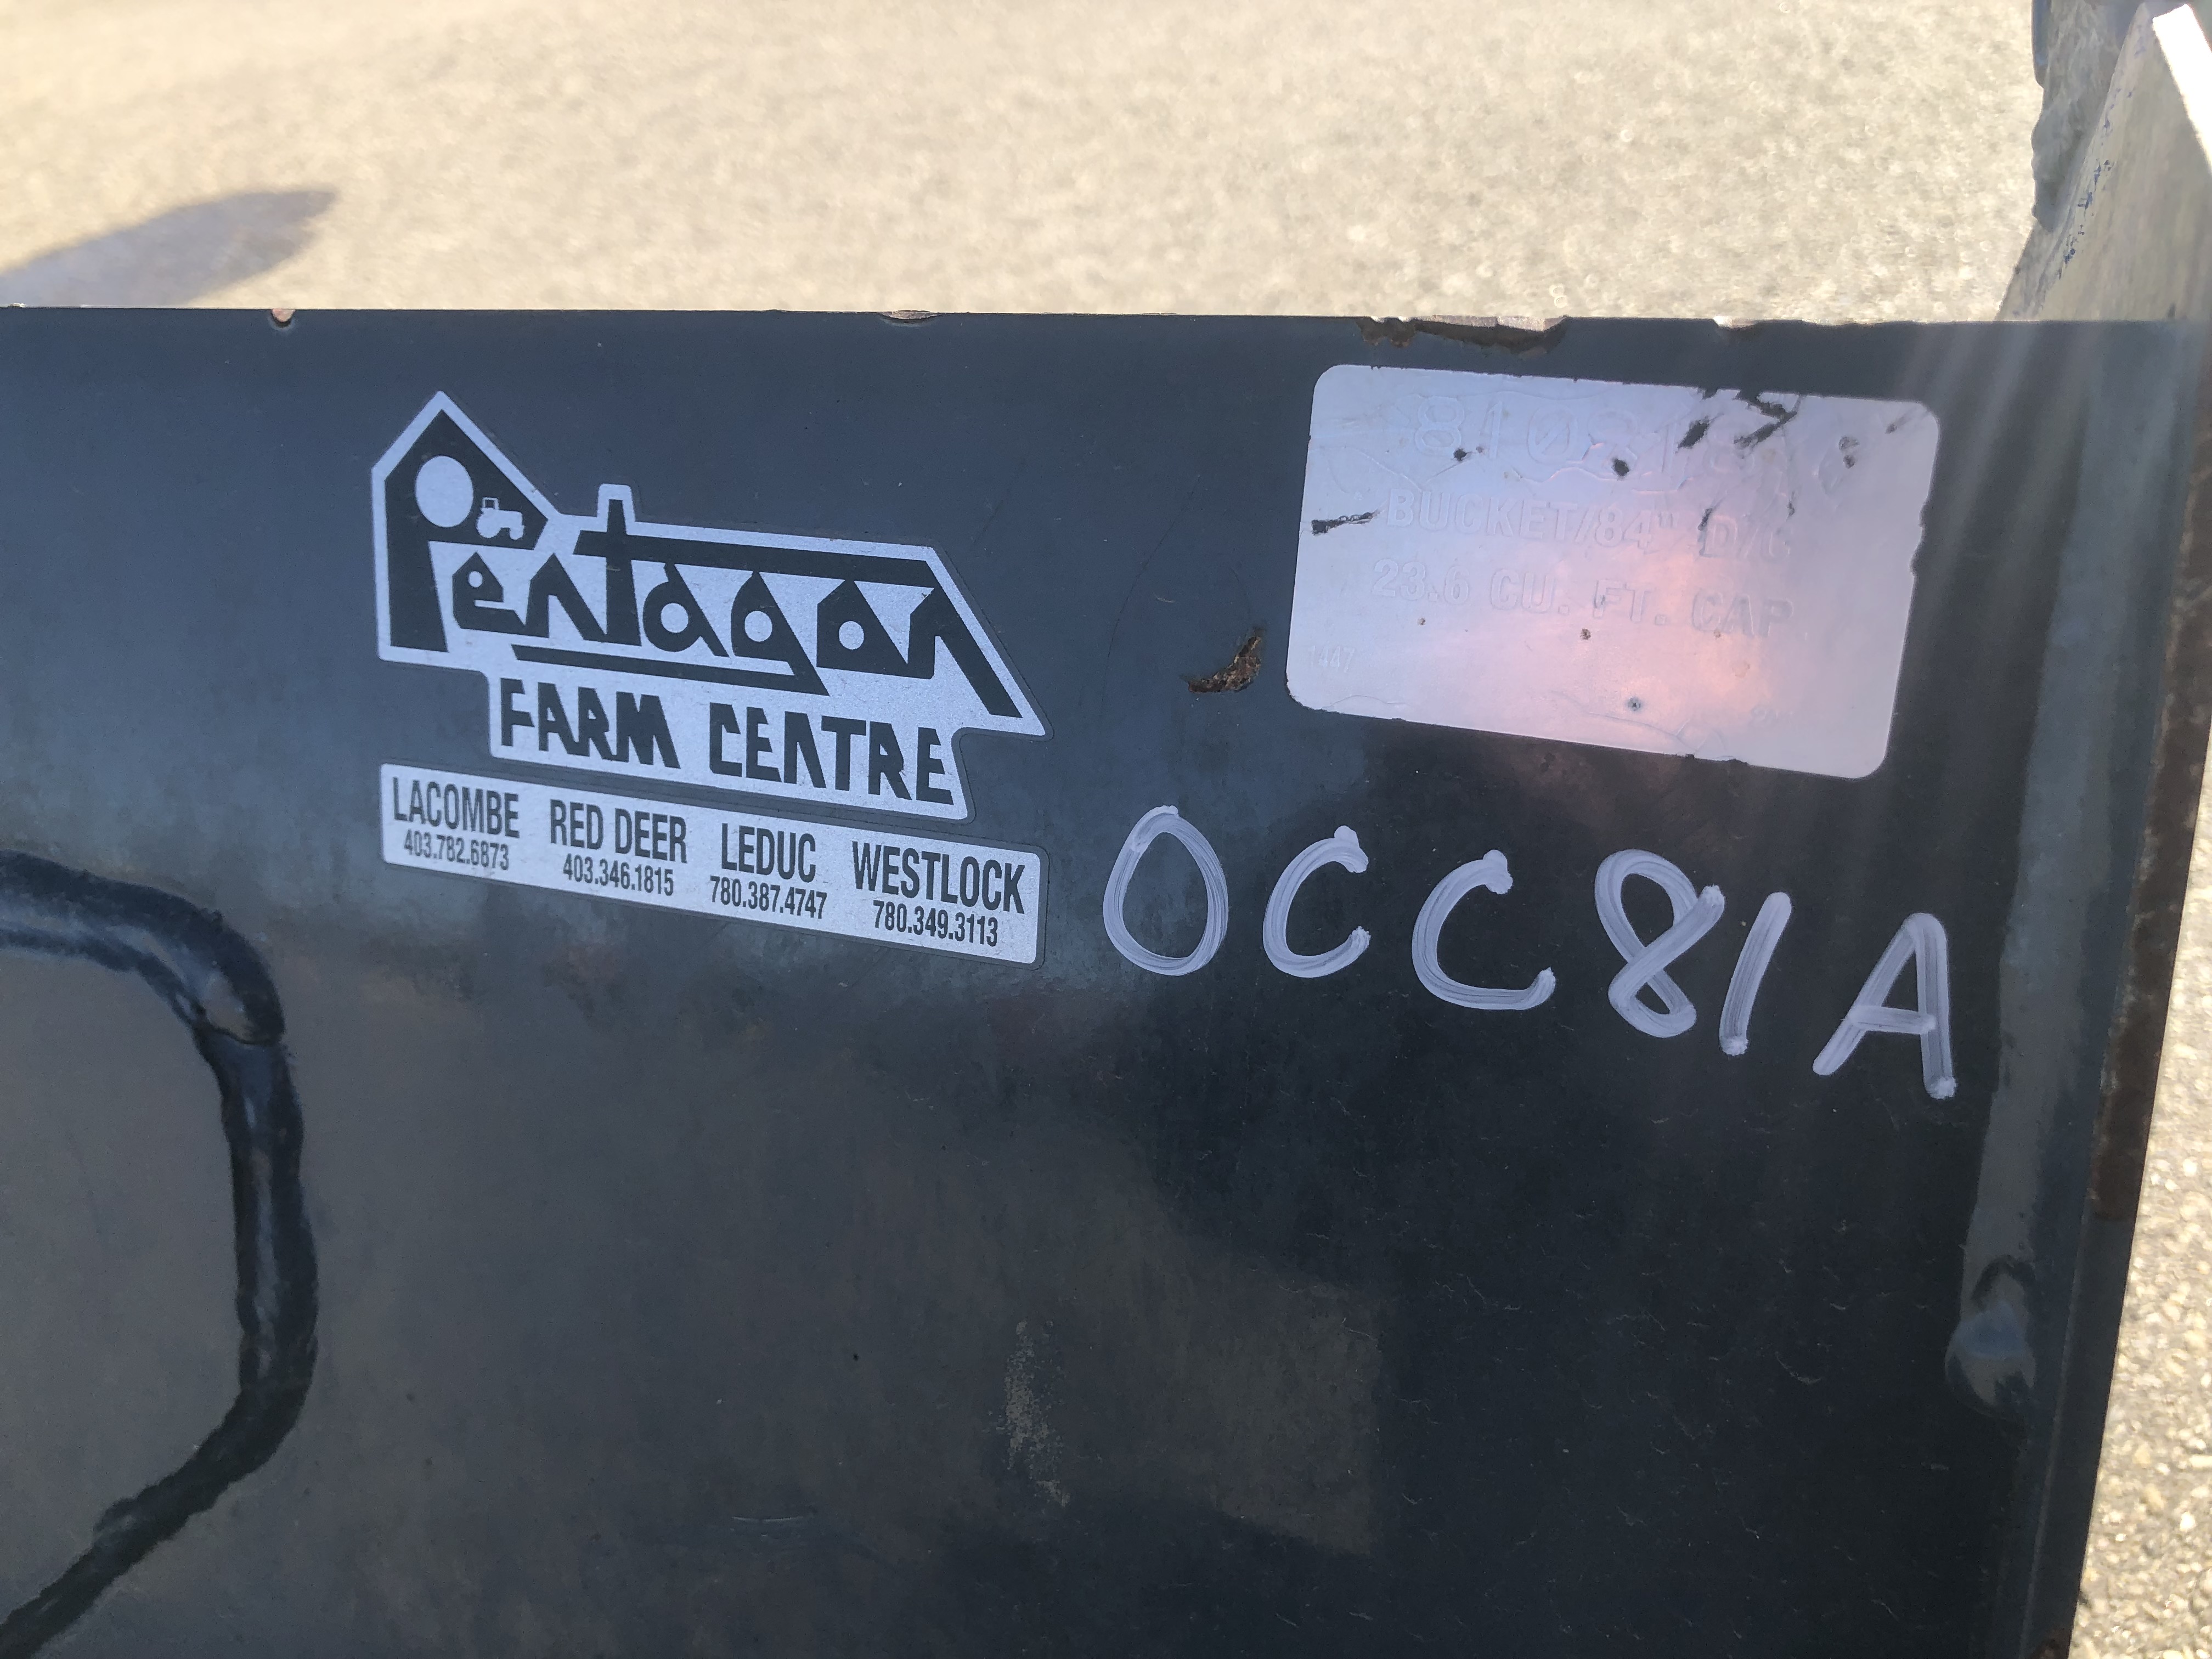 Pentagon
FARM CENTRE
LACOMBE RED DEER LEDUC WESTLOCK
403.782.6873 403.346.1815 780.387.4747 780.349.3113
BUCKET/84" D/C
23.6 CU. FT. CAP
1447
OCC81A